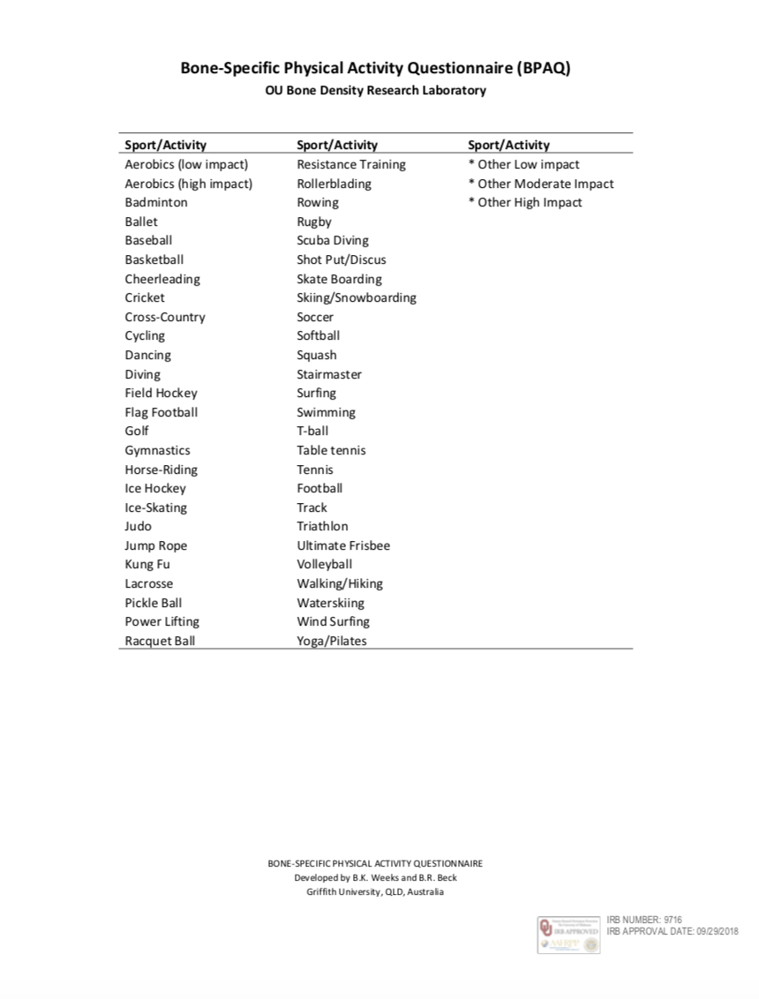 Bone-Specific Physical Activity Questionnaire (BPAQ)
OU Bone Density Research Laboratory
Sport/Activity Sport/Activity Sport/Activity
Aerobics (low impact) Resistance Training * Other Low impact
Aerobics (high impact) Rollerblading * Other Moderate Impact
Badminton Rowing * Other High Impact
Ballet Rugby
Baseball Scuba Diving
Basketball Shot Put/Discus
Cheerleading Skate Boarding
Cricket Skiing/Snowboarding
Cross-Country Soccer
Cycling Softball
Dancing Squash
Diving Stairmaster
Field Hockey Surfing
Flag Football Swimming
Golf T-ball
Gymnastics Table tennis
Horse-Riding Tennis
Ice Hockey Football
Ice-Skating Track
Judo Triathlon
Jump Rope Ultimate Frisbee
Kung Fu Volleyball
Lacrosse Walking/Hiking
Pickle Ball Waterskiing
Power Lifting Wind Surfing
Racquet Ball Yoga/Pilates
BONE-SPECIFIC PHYSICAL ACTIVITY QUESTIONNAIRE
Developed by B.K. Weeks and B.R. Beck
Griffith University, QLD, Australia
IRB APPROVED
AAHRPP
IRB NUMBER: 9716
IRB APPROVAL DATE: 09/29/2018